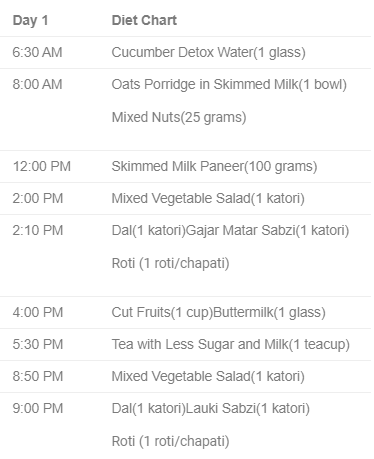 Day 1 Diet Chart
6:30 AM Cucumber Detox Water(1 glass)
8:00 AM Oats Porridge in Skimmed Milk(1 bowl)
Mixed Nuts(25 grams)
12:00 PM Skimmed Milk Paneer(100 grams)
2:00 PM Mixed Vegetable Salad(1 katori)
2:10 PM Dal(1 katori)Gajar Matar Sabzi(1 katori)
Roti (1 roti/chapati)
4:00 PM Cut Fruits(1 cup)Buttermilk(1 glass)
5:30 PM Tea with Less Sugar and Milk(1 teacup)
8:50 PM Mixed Vegetable Salad(1 katori)
9:00 PM Dal(1 katori)Lauki Sabzi(1 katori)
Roti (1 roti/chapati)